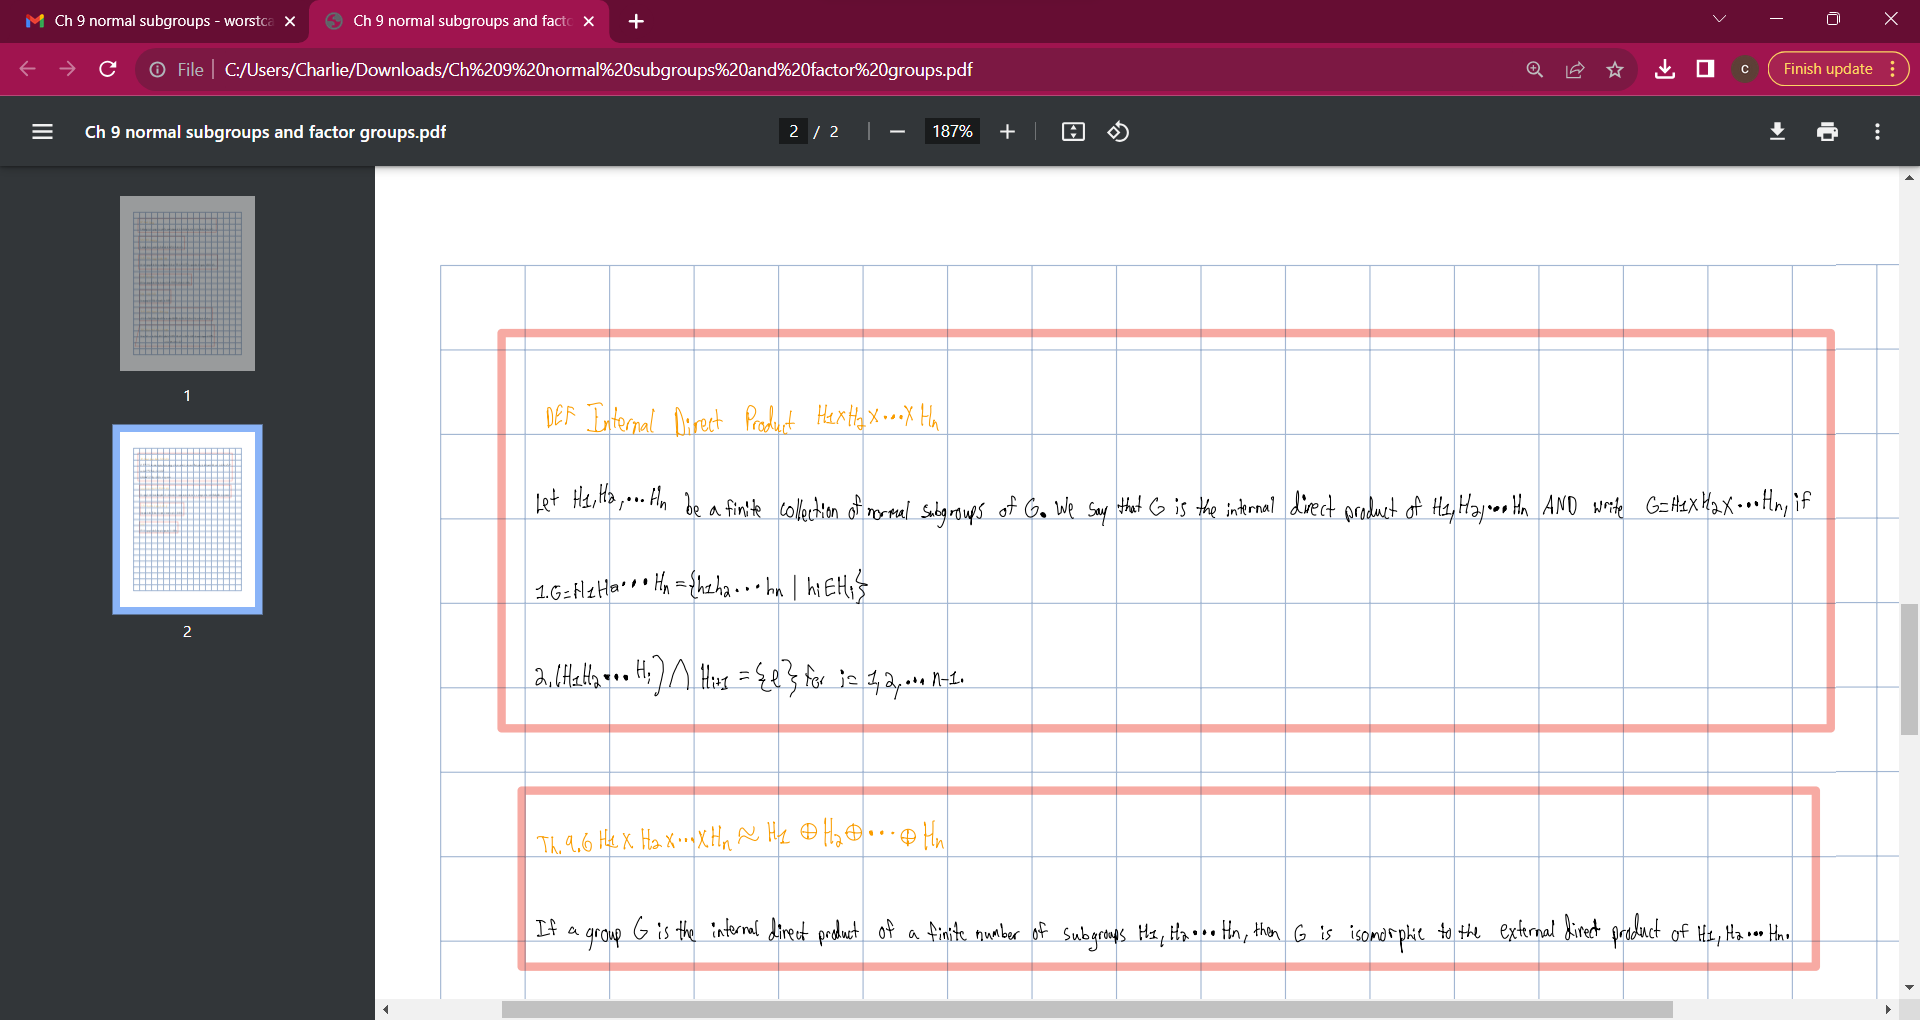 Ch 9 normal subgroups - worstca
Ch 9 normal subgroups and facto
File
C:/Users/Charlie/Downloads/Ch%209%20normal%20subgroups%20and%20factor%20groups.pdf
C
Finish update
Ch 9 normal subgroups and factor groups.pdf
2 / 2
187%
1
2
DEF Internal Direct Product H1×H2×...×Hn
Let H1,H2,...Hn be a finite collection of normal subgroups of G. We say that G is the internal direct product of H1,H2,...Hn AND write G=H1×H2×...Hn, if
1.G=H1H2...Hn={h1h2...hn | hi∈Hi}
2.(H1H2...Hi)∩Hi+1={e} for i=1,2,...n-1.
Th. 9.6 H1×H2×...×Hn≈H1⊕H2⊕...⊕Hn
If a group G is the internal direct product of a finite number of subgroups H1,H2...Hn, then G is isomorphic to the external direct product of H1,H2...Hn.